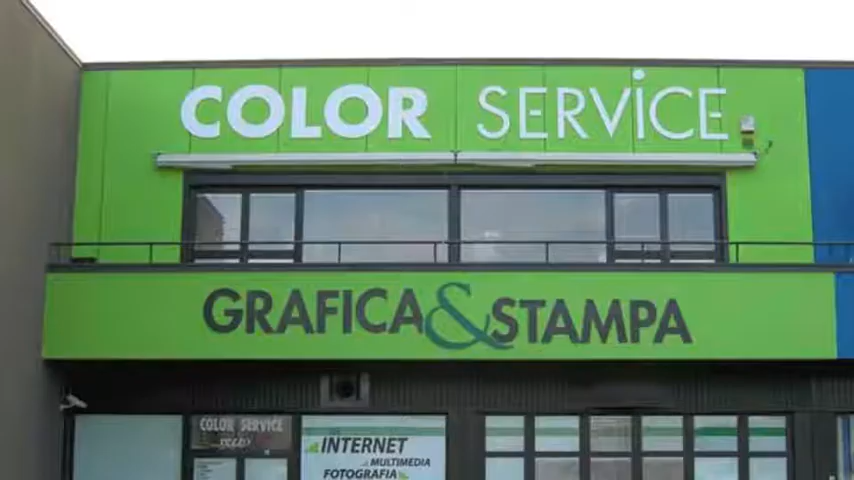 COLOR SERVICE
GRAFICA&STAMPA
COLOR SERVICE
INTERNET
MULTIMEDIA
FOTOGRAFIA